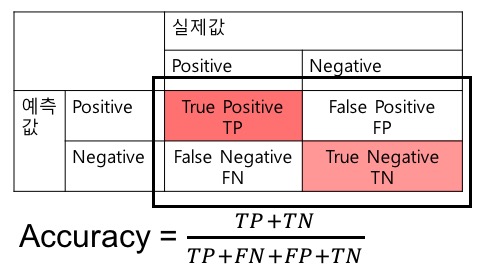 실제값
Positive Negative
예측값 Positive True Positive TP False Positive FP
Negative False Negative FN True Negative TN
Accuracy = TP+TN / TP+FN+FP+TN